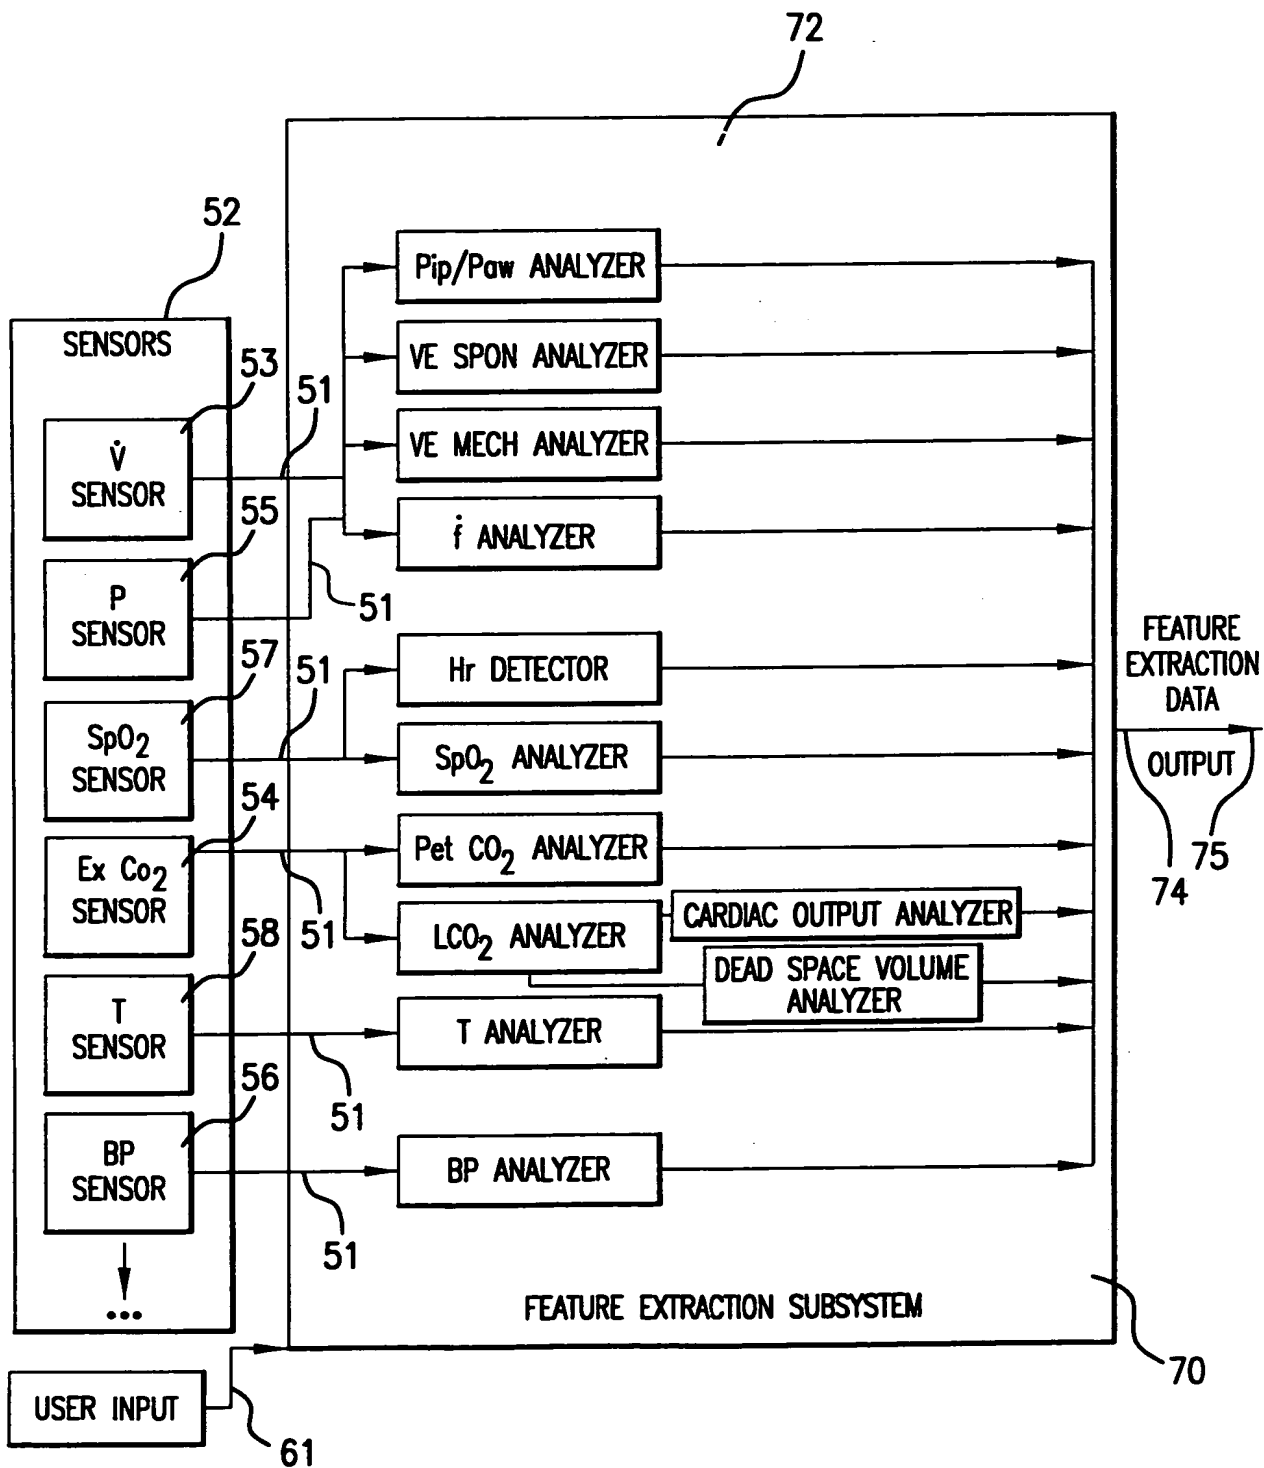 72
52
SENSORS
53
V̇
SENSOR
51
55
P
SENSOR
51
57
SpO₂
SENSOR
51
54
Ex Co₂
SENSOR
51
58
T
SENSOR
51
56
BP
SENSOR
51
...
USER INPUT
61
Pip/Paw ANALYZER
VE SPON ANALYZER
VE MECH ANALYZER
ḟ ANALYZER
Hr DETECTOR
SpO₂ ANALYZER
Pet CO₂ ANALYZER
LCO₂ ANALYZER
CARDIAC OUTPUT ANALYZER
DEAD SPACE VOLUME
ANALYZER
T ANALYZER
BP ANALYZER
FEATURE EXTRACTION SUBSYSTEM
70
FEATURE
EXTRACTION
DATA
OUTPUT
74
75